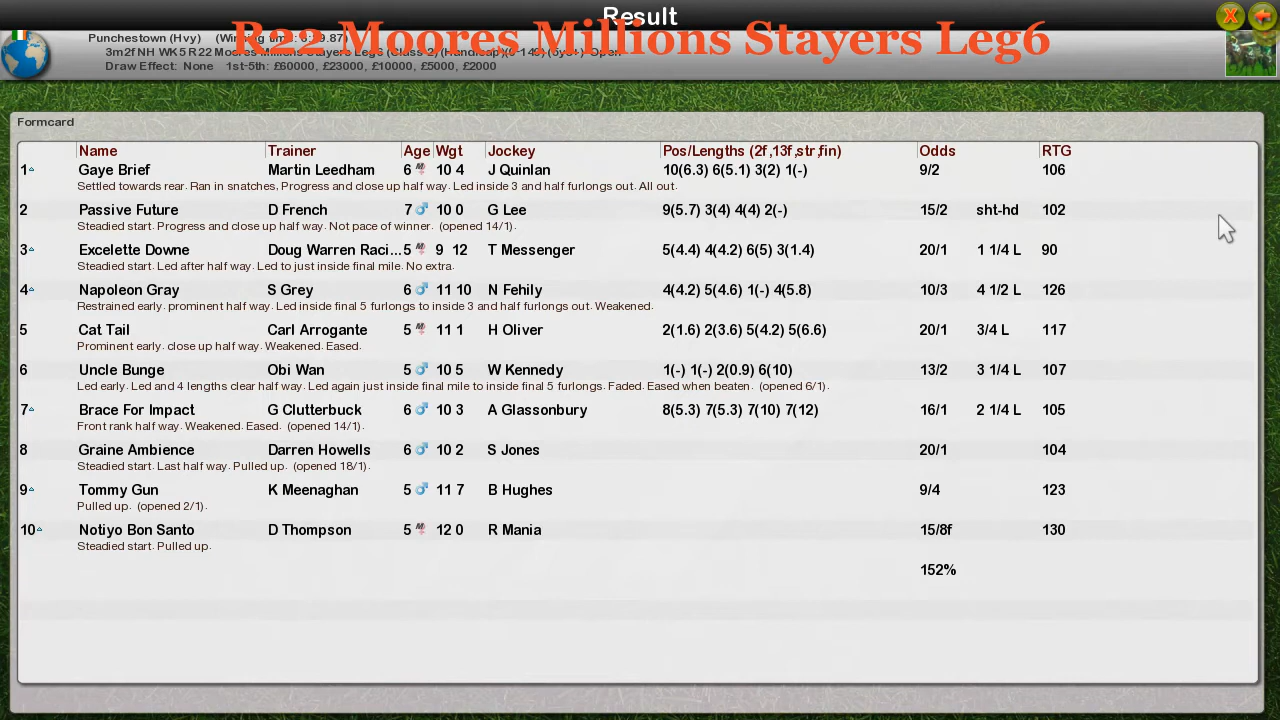 Result
R22 Moores Millions Stayers Leg6
Punchestown (Hvy) (Winning time:
3m2f NH WK5 R22 Moores Millions Stayers Leg6 (Class 2) (Handicap)(0-149) (5yo+) Open
Draw Effect: None 1st-5th: £60000, £23000, £10000, £5000, £2000
Formcard
Name Trainer Age Wgt Jockey Pos/Lengths (2f,13f,str,fin) Odds RTG
1 Gaye Brief Martin Leedham 6 10 4 J Quinlan 10(6.3) 6(5.1) 3(2) 1(-) 9/2 106
Settled towards rear. Ran in snatches, Progress and close up half way. Led inside 3 and half furlongs out. All out.
2 Passive Future D French 7 10 0 G Lee 9(5.7) 3(4) 4(4) 2(-) 15/2 sht-hd 102
Steadied start. Progress and close up half way. Not pace of winner. (opened 14/1).
3 Excelette Downe Doug Warren Raci... 5 9 12 T Messenger 5(4.4) 4(4.2) 6(5) 3(1.4) 20/1 1 1/4 L 90
Steadied start. Led after half way. Led to just inside final mile. No extra.
4 Napoleon Gray S Grey 6 11 10 N Fehily 4(4.2) 5(4.6) 1(-) 4(5.8) 10/3 4 1/2 L 126
Restrained early. prominent half way. Led inside final 5 furlongs to inside 3 and half furlongs out. Weakened.
5 Cat Tail Carl Arrogante 5 11 1 H Oliver 2(1.6) 2(3.6) 5(4.2) 5(6.6) 20/1 3/4 L 117
Prominent early. close up half way. Weakened. Eased.
6 Uncle Bunge Obi Wan 5 10 5 W Kennedy 1(-) 1(-) 2(0.9) 6(10) 13/2 3 1/4 L 107
Led early. Led and 4 lengths clear half way. Led again just inside final mile to inside final 5 furlongs. Faded. Eased when beaten. (opened 6/1).
7 Brace For Impact G Clutterbuck 6 10 3 A Glassonbury 8(5.3) 7(5.3) 7(10) 7(12) 16/1 2 1/4 L 105
Front rank half way. Weakened. Eased. (opened 14/1).
8 Graine Ambience Darren Howells 6 10 2 S Jones 20/1 104
Steadied start. Last half way. Pulled up. (opened 18/1).
9 Tommy Gun K Meenaghan 5 11 7 B Hughes 9/4 123
Pulled up. (opened 2/1).
10 Notiyo Bon Santo D Thompson 5 12 0 R Mania 15/8f 130
Steadied start. Pulled up.
152%